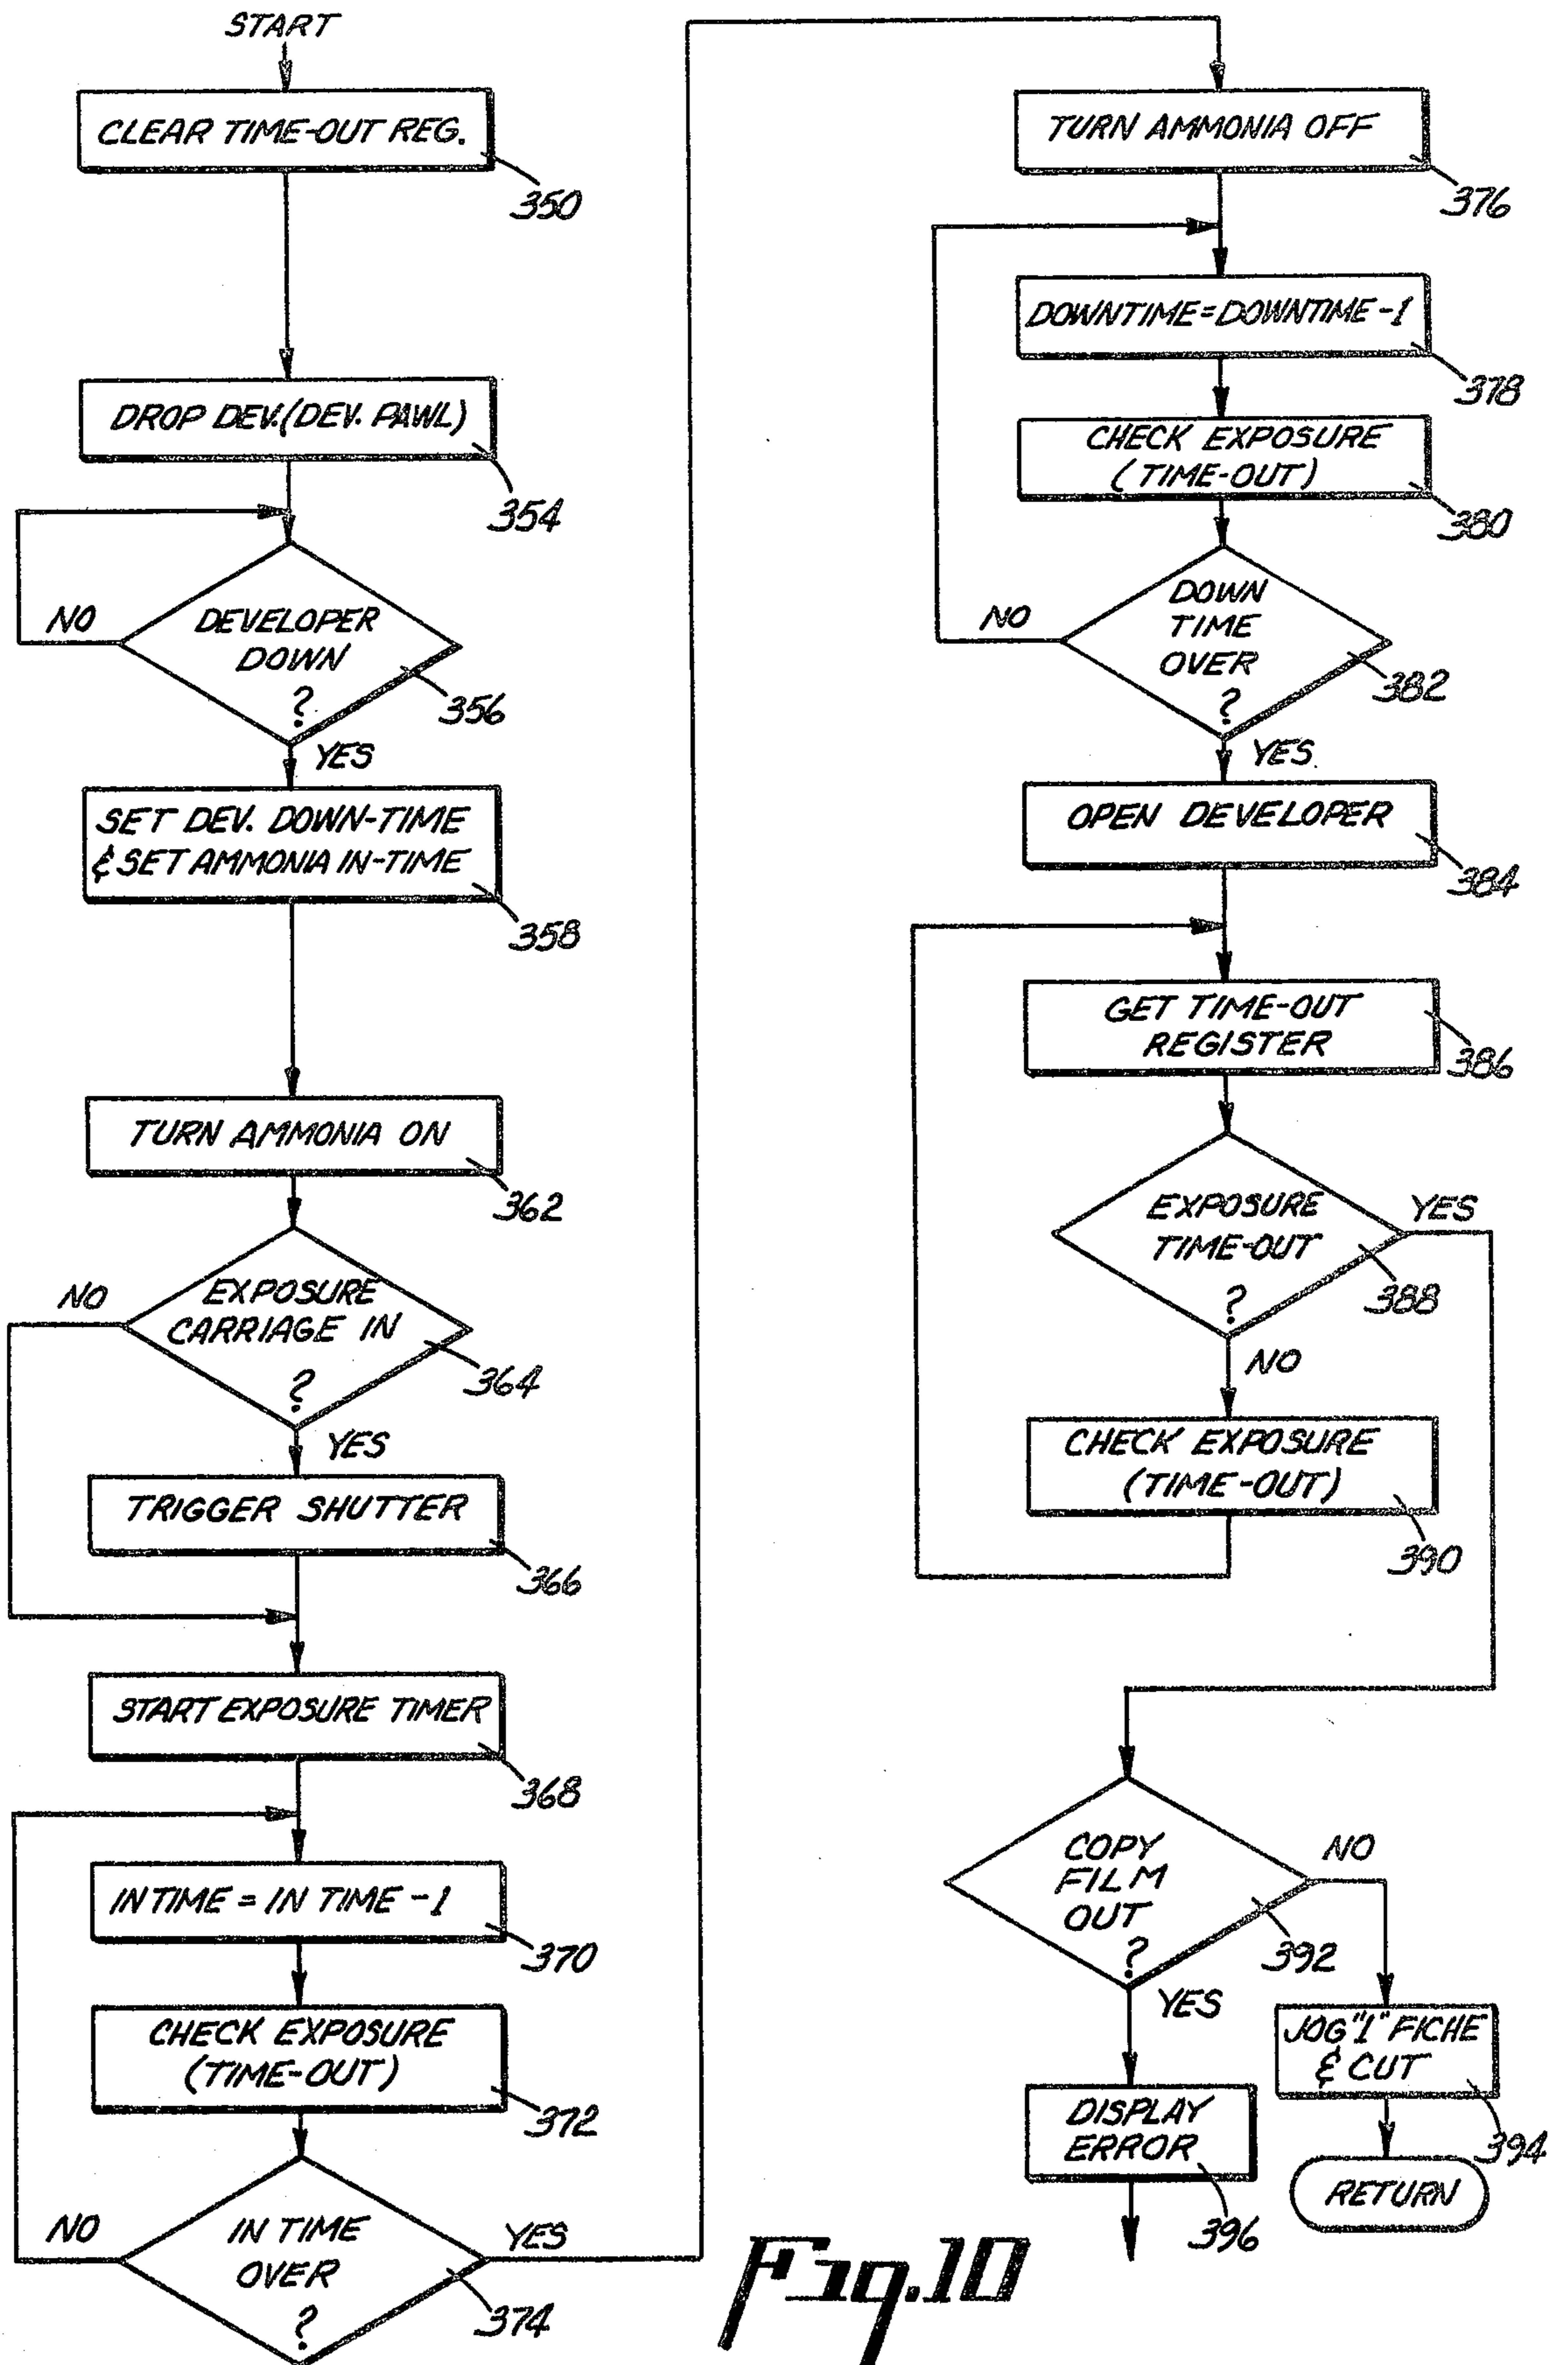 START
CLEAR TIME-OUT REG.
350
DROP DEV. (DEV. PAWL)
354
NO
DEVELOPER
DOWN
?
356
YES
SET DEV. DOWN-TIME
& SET AMMONIA IN-TIME
358
TURN AMMONIA ON
362
NO
EXPOSURE
CARRIAGE IN
?
364
YES
TRIGGER SHUTTER
366
START EXPOSURE TIMER
368
IN TIME = IN TIME -1
370
CHECK EXPOSURE
(TIME-OUT)
372
NO
IN TIME
OVER
?
YES
374
TURN AMMONIA OFF
376
DOWNTIME = DOWNTIME -1
378
CHECK EXPOSURE
(TIME-OUT)
380
NO
DOWN
TIME
OVER
?
382
YES
OPEN DEVELOPER
384
GET TIME-OUT
REGISTER
386
EXPOSURE
TIME-OUT
?
YES
388
NO
CHECK EXPOSURE
(TIME-OUT)
390
COPY
FILM
OUT
?
NO
392
YES
JOG "1" FICHE
& CUT
394
DISPLAY
ERROR
396
RETURN
Fig. 10